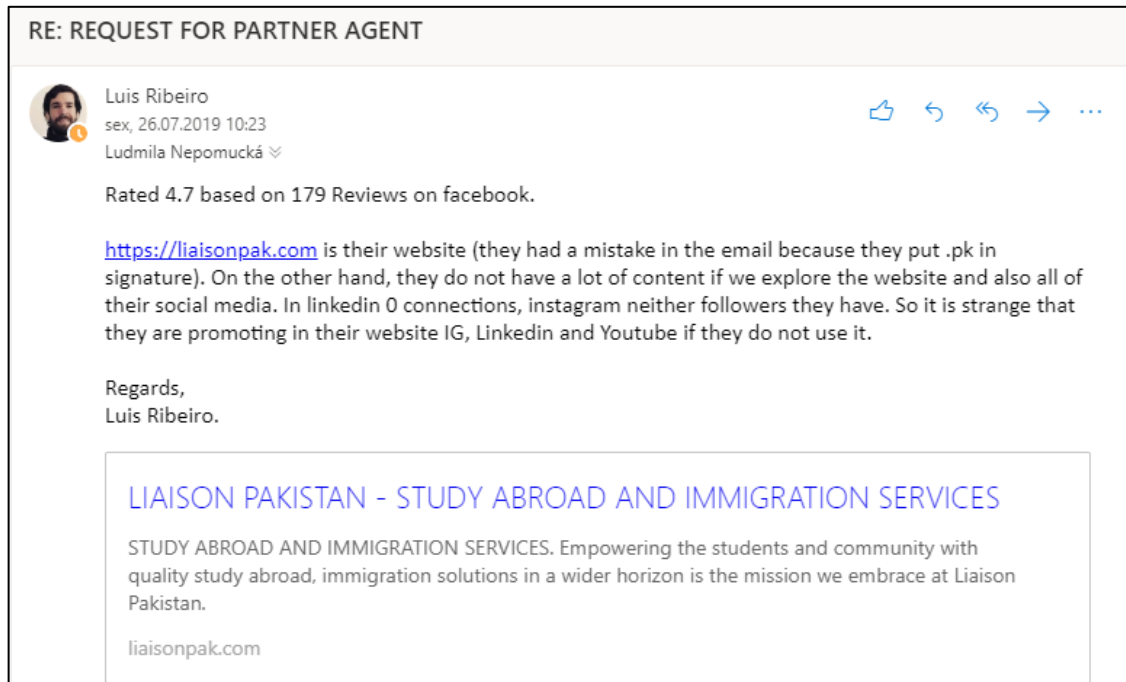 RE: REQUEST FOR PARTNER AGENT
Luis Ribeiro
sex, 26.07.2019 10:23
Ludmila Nepomucká
Rated 4.7 based on 179 Reviews on facebook.
https://liaisonpak.com is their website (they had a mistake in the email because they put .pk in
signature). On the other hand, they do not have a lot of content if we explore the website and also all of
their social media. In linkedin 0 connections, instagram neither followers they have. So it is strange that
they are promoting in their website IG, Linkedin and Youtube if they do not use it.
Regards,
Luis Ribeiro.
LIAISON PAKISTAN - STUDY ABROAD AND IMMIGRATION SERVICES
STUDY ABROAD AND IMMIGRATION SERVICES. Empowering the students and community with
quality study abroad, immigration solutions in a wider horizon is the mission we embrace at Liaison
Pakistan.
liaisonpak.com